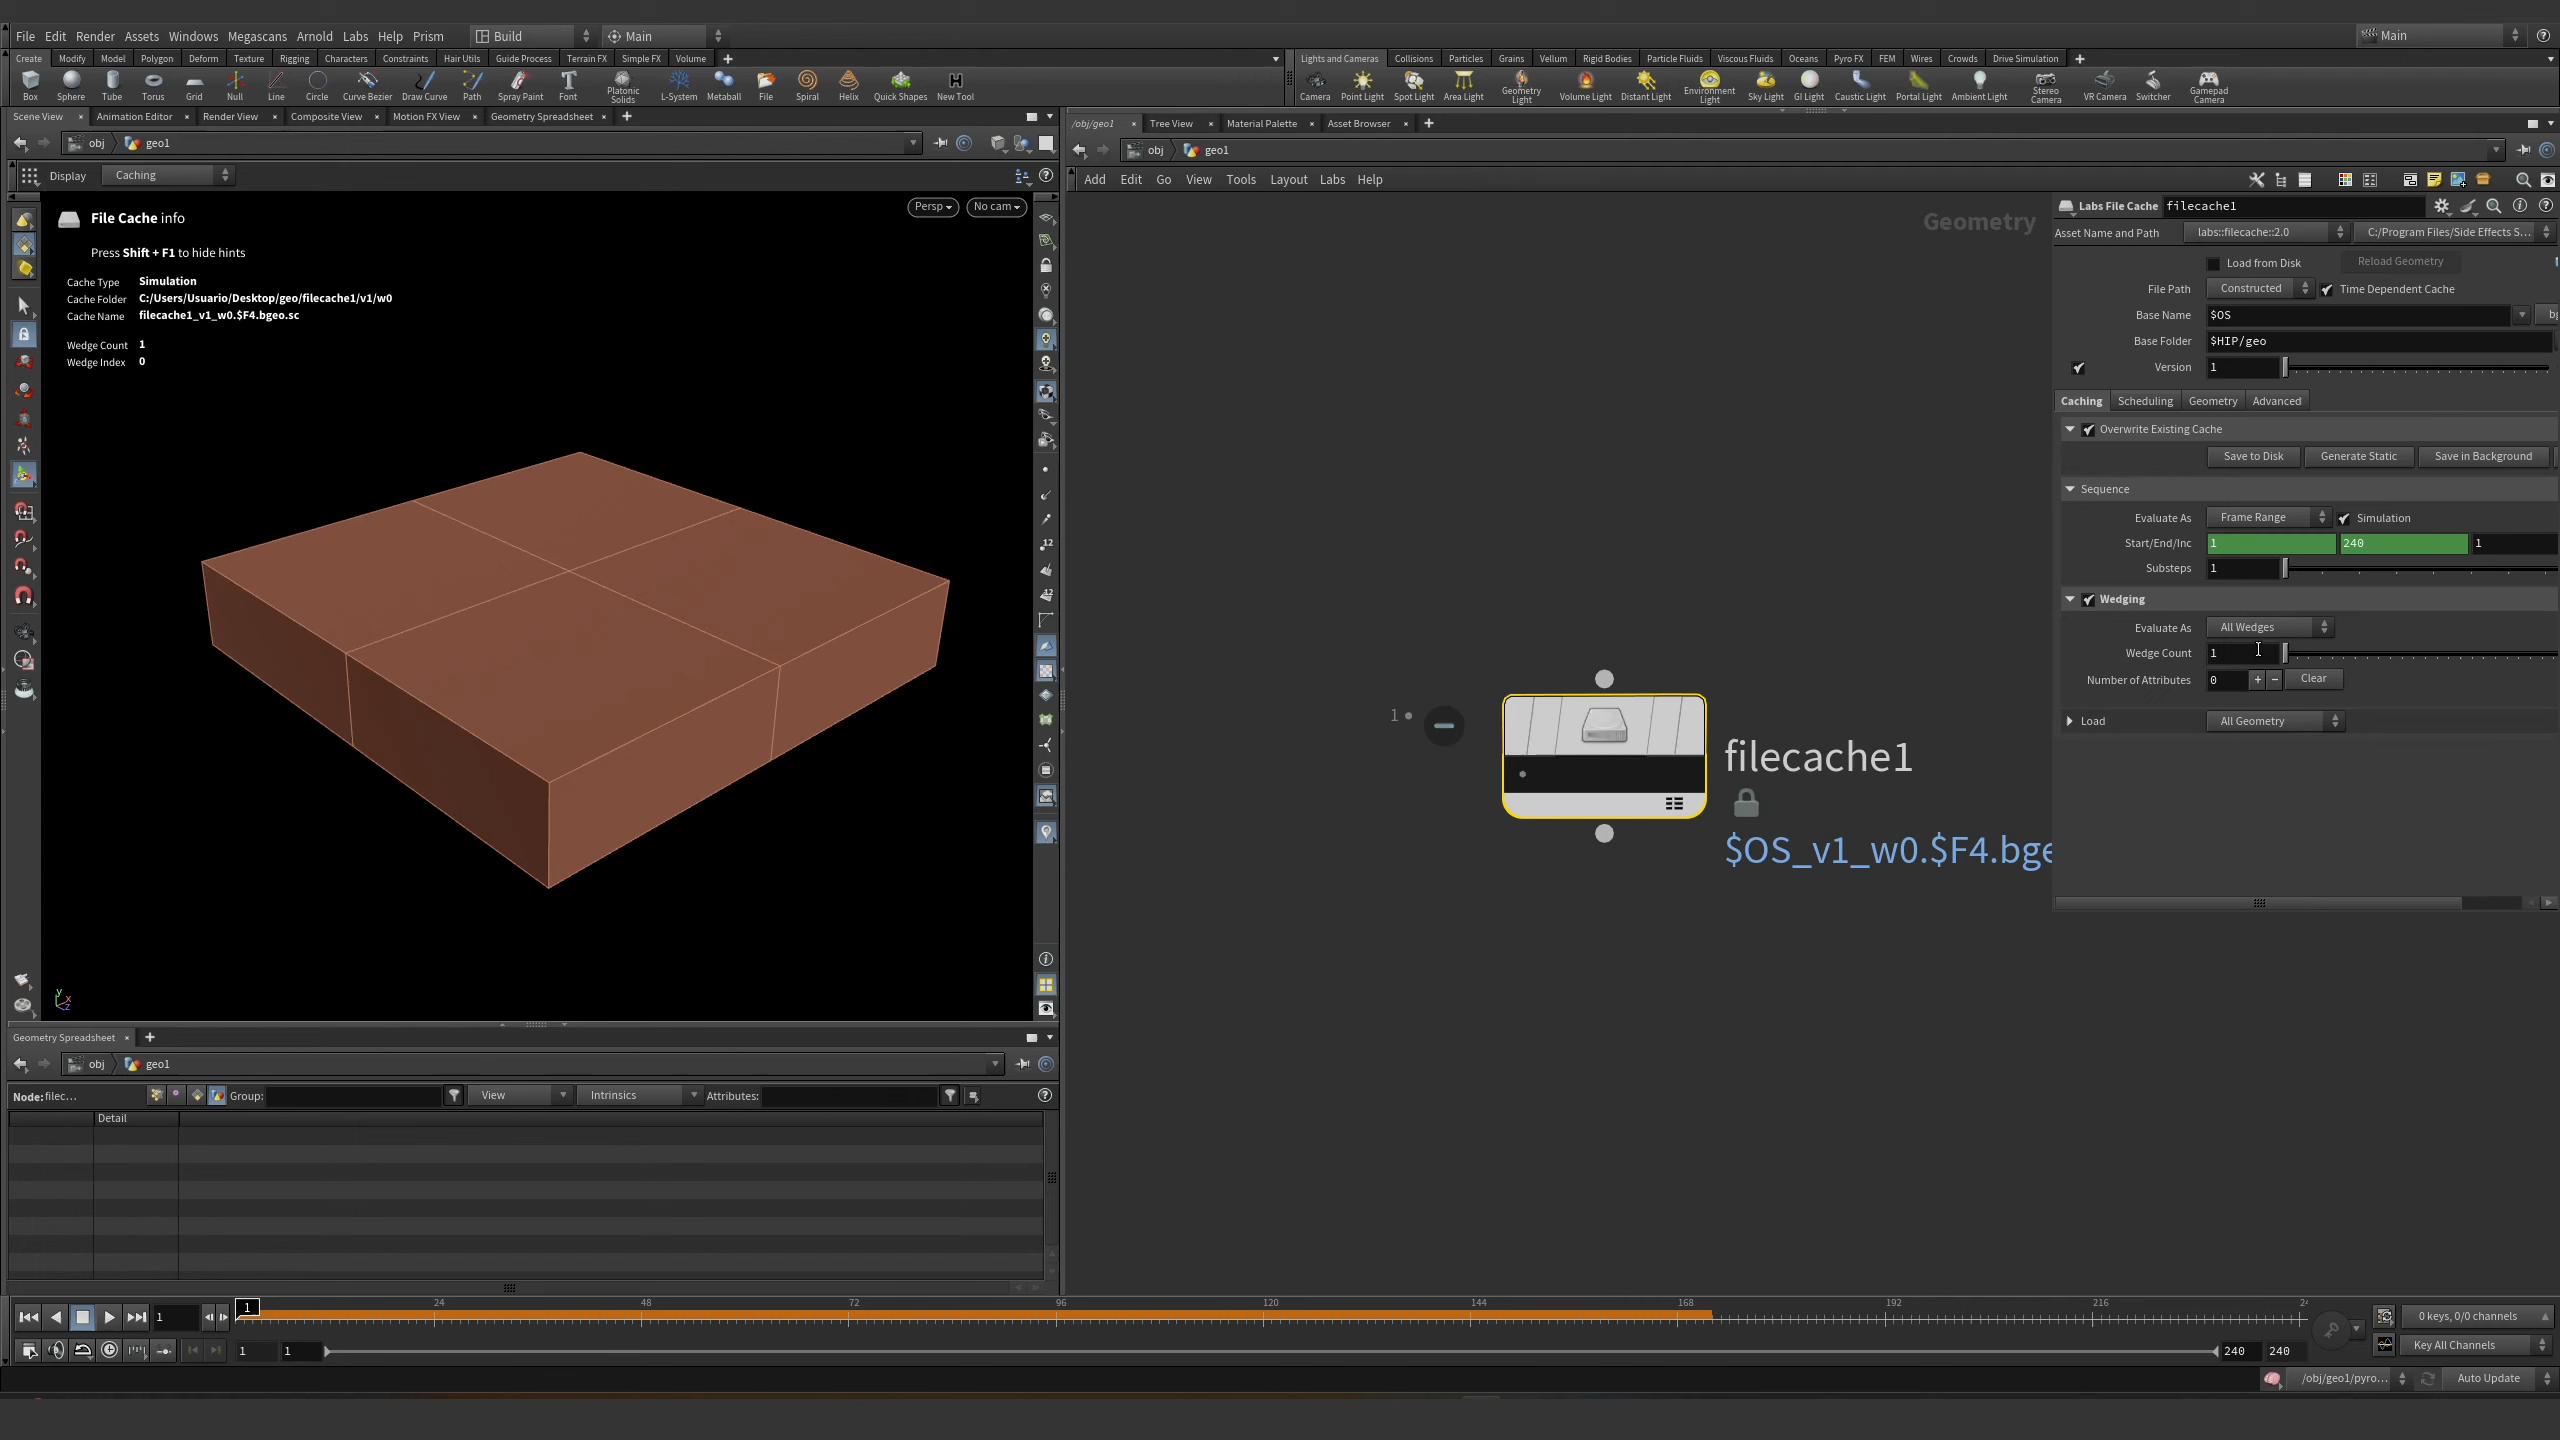 File Edit Render Assets Windows Megascans Arnold Labs Help Prism Build Main Main
Create Modify Model Polygon Deform Texture Rigging Characters Constraints Hair Utils Guide Process Terrain FX Simple FX Volume
Lights and Cameras Collisions Particles Grains Vellum Rigid Bodies Particle Fluids Viscous Fluids Oceans Pyro FX FEM Wires Crowds Drive Simulation
Box Sphere Tube Torus Grid Null Line Circle Curve Bezier Draw Curve Path Spray Paint Font Platonic Solids L-System Metaball File Spiral Helix Quick Shapes New Tool
Camera Point Light Spot Light Area Light Geometry Light Volume Light Distant Light Environment Light Sky Light GI Light Caustic Light Portal Light Ambient Light Stereo Camera VR Camera Switcher Gamepad Camera
Scene View Animation Editor Render View Composite View Motion FX View Geometry Spreadsheet
obj geo1
Display Caching
File Cache info
Persp No cam
Press Shift + F1 to hide hints
Cache Type Simulation
Cache Folder C:/Users/Usuario/Desktop/geo/filecache1/v1/w0
Cache Name filecache1_v1_w0.$F4.bgeo.sc
Wedge Count 1
Wedge Index 0
12
12
y
x
z
/obj/geo1 Tree View Material Palette Asset Browser
obj geo1
Add Edit Go View Tools Layout Labs Help
Geometry
1
filecache1
$OS_v1_w0.$F4.bge
Labs File Cache filecache1
Asset Name and Path labs::filecache::2.0 C:/Program Files/Side Effects S...
Load from Disk Reload Geometry
File Path Constructed Time Dependent Cache
Base Name $OS
Base Folder $HIP/geo
Version 1
Caching Scheduling Geometry Advanced
Overwrite Existing Cache
Save to Disk Generate Static Save in Background
Sequence
Evaluate As Frame Range Simulation
Start/End/Inc 1 240 1
Substeps 1
Wedging
Evaluate As All Wedges
Wedge Count 1
Number of Attributes 0 + − Clear
Load All Geometry
Geometry Spreadsheet
obj geo1
Node: filec... Group: View Intrinsics Attributes:
Detail
1 24 48 72 96 120 144 168 192 216
1
0 keys, 0/0 channels
1 1 240 240
Key All Channels
/obj/geo1/pyro... Auto Update